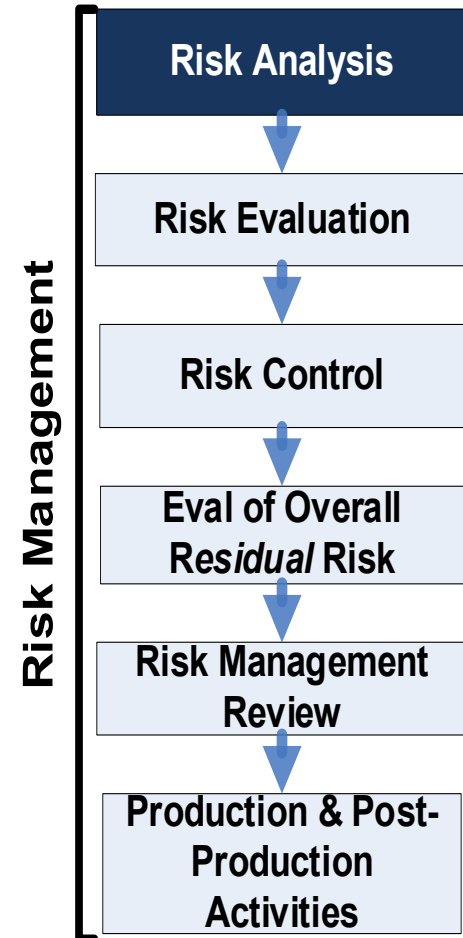 Risk Management
Risk Analysis
Risk Evaluation
Risk Control
Eval of Overall
Residual Risk
Risk Management
Review
Production & Post-
Production
Activities